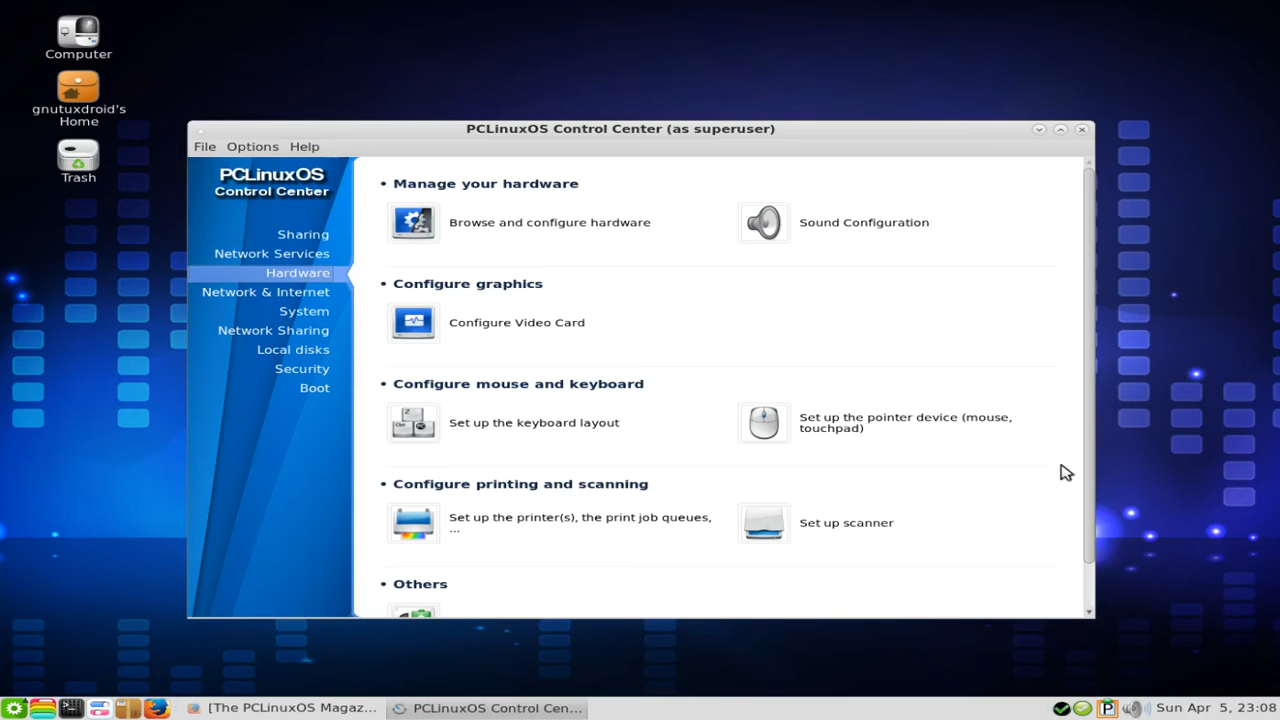 Computer
gnutuxdroid's
Home
Trash
PCLinuxOS Control Center (as superuser)
File Options Help
PCLinuxOS
Control Center
Sharing
Network Services
Hardware
Network & Internet
System
Network Sharing
Local disks
Security
Boot
• Manage your hardware
Browse and configure hardware
Sound Configuration
• Configure graphics
Configure Video Card
• Configure mouse and keyboard
Set up the keyboard layout
Set up the pointer device (mouse,
touchpad)
• Configure printing and scanning
Set up the printer(s), the print job queues,
...
Set up scanner
• Others
[The PCLinuxOS Magaz...
PCLinuxOS Control Cen...
Sun Apr 5, 23:08